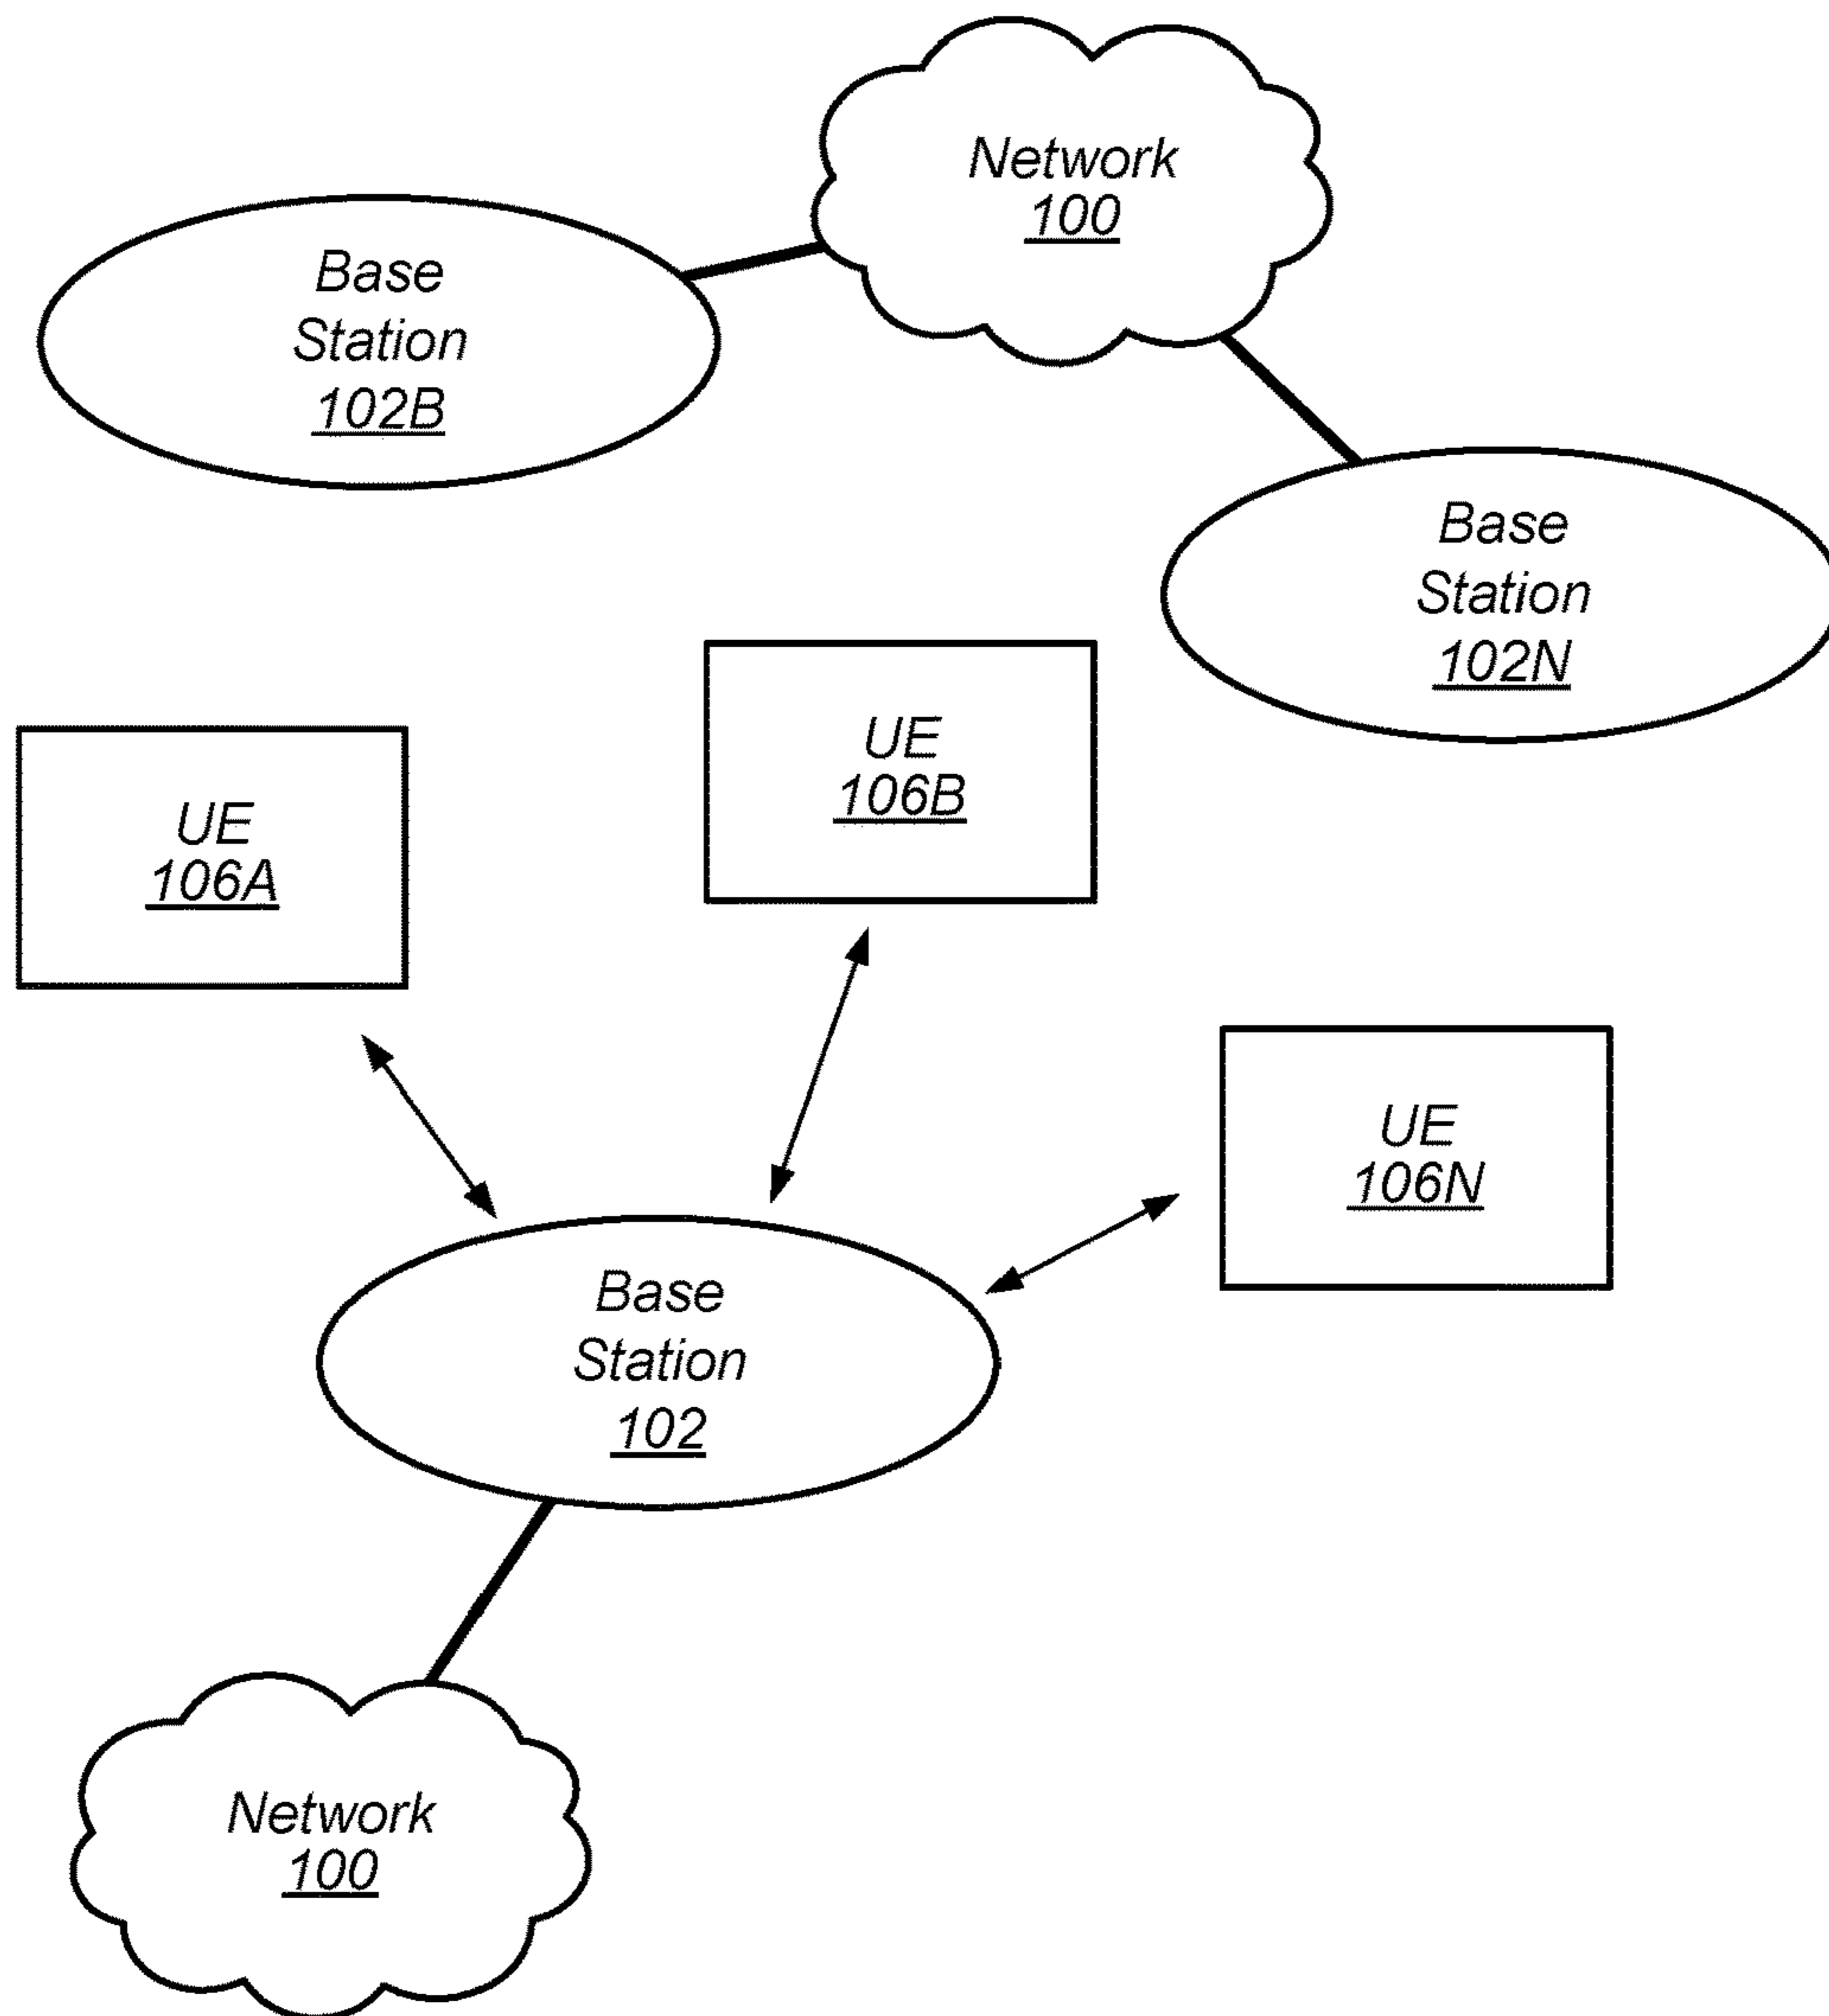 Network
100
Base
Station
102B
Base
Station
102N
UE
106B
UE
106A
UE
106N
Base
Station
102
Network
100